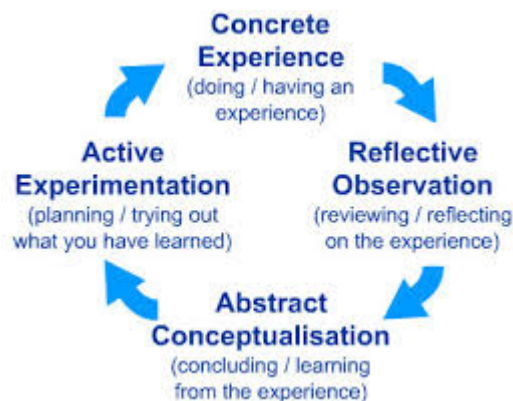 Concrete
Experience
(doing / having an
experience)
Active
Experimentation
(planning / trying out
what you have learned)
Reflective
Observation
(reviewing / reflecting
on the experience)
Abstract
Conceptualisation
(concluding / learning
from the experience)